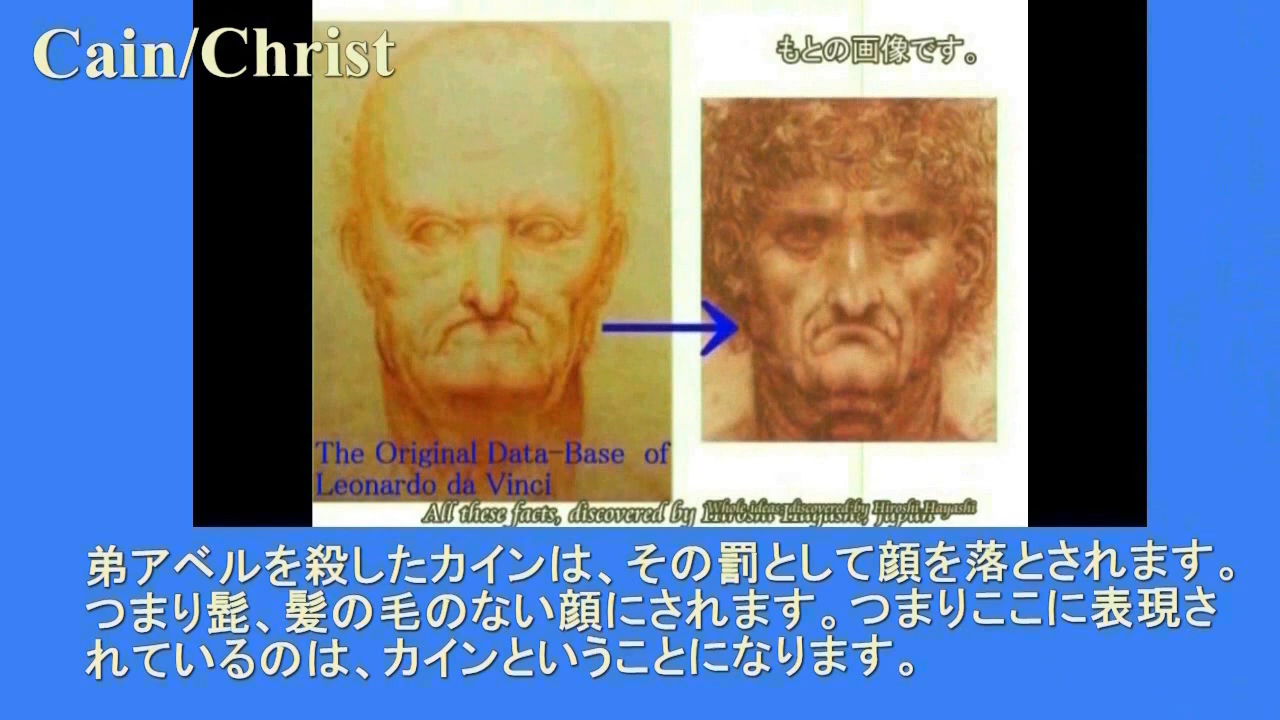 Cain/Christ
もとの画像です。
The Original Data-Base of
Leonardo da Vinci
All these facts, discovered by Hiroshi Hayashi, Japan
Whole ideas discovered by Hiroshi Hayashi
弟アベルを殺したカインは、その罰として顔を落とされます。
つまり髭、髪の毛のない顔にされます。つまりここに表現さ
れているのは、カインということになります。